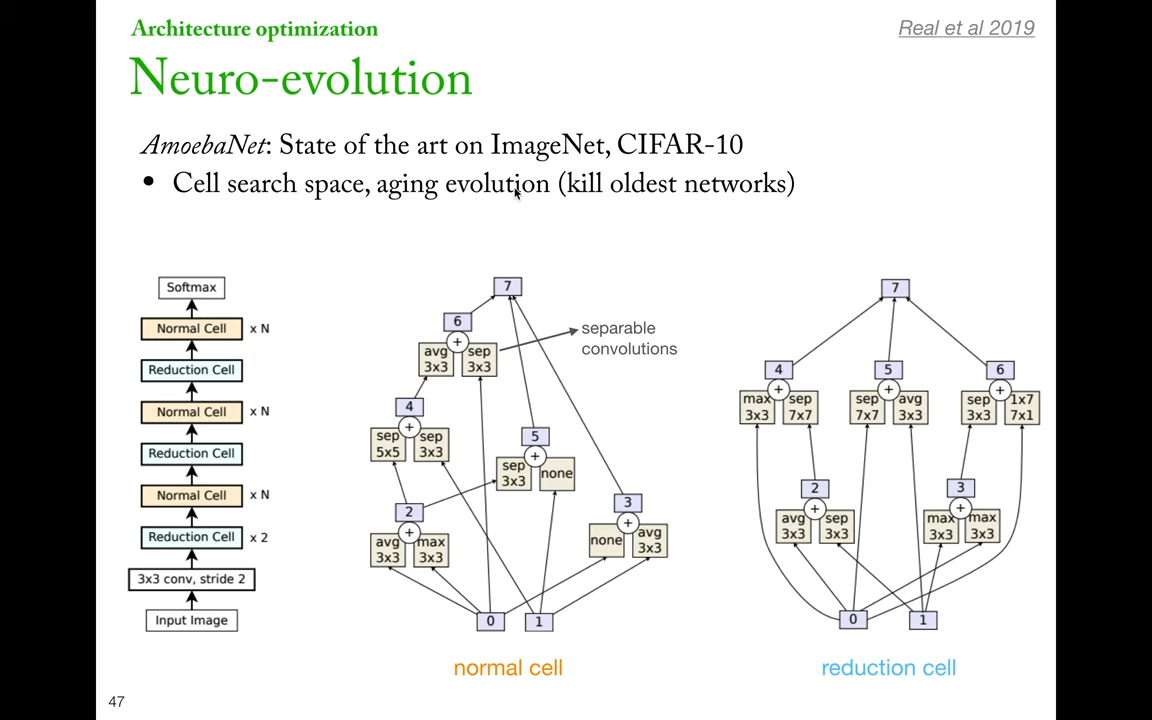 Architecture optimization
Real et al 2019
Neuro-evolution
AmoebaNet: State of the art on ImageNet, CIFAR-10
• Cell search space, aging evolution (kill oldest networks)
Softmax
Normal Cell x N
Reduction Cell
Normal Cell x N
Reduction Cell
Normal Cell x N
Reduction Cell x 2
3x3 conv, stride 2
Input Image
7
6
+
avg 3x3
sep 3x3
separable
convolutions
4
+
sep 5x5
sep 3x3
5
+
sep 3x3
none
2
+
avg 3x3
max 3x3
3
+
none
avg 3x3
0
1
normal cell
7
4
+
max 3x3
sep 7x7
5
+
sep 7x7
avg 3x3
6
+
sep 3x3
1x7 7x1
2
+
avg 3x3
sep 3x3
3
+
max 3x3
max 3x3
0
1
reduction cell
47